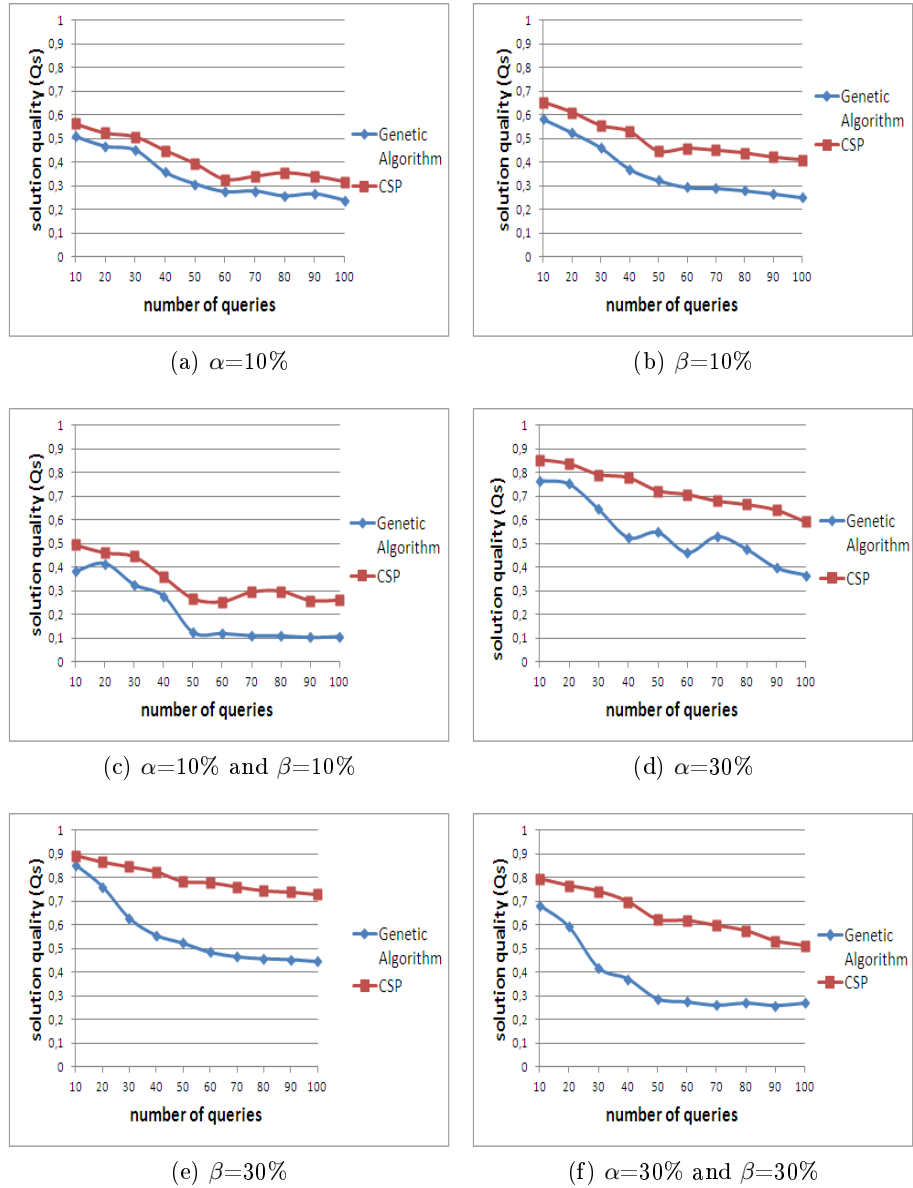 solution quality (Qs)
1
0,9
0,8
0,7
0,6
0,5
0,4
0,3
0,2
0,1
0
10 20 30 40 50 60 70 80 90 100
number of queries
Genetic
Algorithm
CSP
(a) α=10%
solution quality (Qs)
1
0,9
0,8
0,7
0,6
0,5
0,4
0,3
0,2
0,1
0
10 20 30 40 50 60 70 80 90 100
number of queries
Genetic
Algorithm
CSP
(b) β=10%
solution quality (Qs)
1
0,9
0,8
0,7
0,6
0,5
0,4
0,3
0,2
0,1
0
10 20 30 40 50 60 70 80 90 100
number of queries
Genetic
Algorithm
CSP
(c) α=10% and β=10%
solution quality (Qs)
1
0,9
0,8
0,7
0,6
0,5
0,4
0,3
0,2
0,1
0
10 20 30 40 50 60 70 80 90 100
number of queries
Genetic
Algorithm
CSP
(d) α=30%
solution quality (Qs)
1
0,9
0,8
0,7
0,6
0,5
0,4
0,3
0,2
0,1
0
10 20 30 40 50 60 70 80 90 100
number of queries
Genetic
Algorithm
CSP
(e) β=30%
solution quality (Qs)
1
0,9
0,8
0,7
0,6
0,5
0,4
0,3
0,2
0,1
0
10 20 30 40 50 60 70 80 90 100
number of queries
Genetic
Algorithm
CSP
(f) α=30% and β=30%